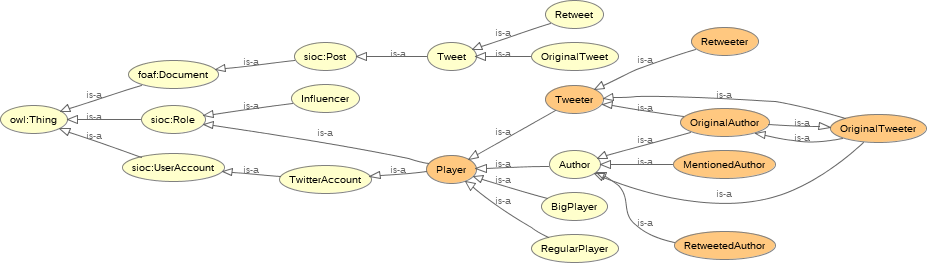 Retweet
is-a
Retweeter
is-a
is-a
sioc:Post
is-a
Tweet
OriginalTweet
is-a
is-a
foaf:Document
is-a
is-a
Influencer
Tweeter
is-a
is-a
owl:Thing
is-a
sioc:Role
OriginalAuthor
is-a
OriginalTweeter
is-a
is-a
is-a
is-a
is-a
sioc:UserAccount
is-a
TwitterAccount
is-a
Player
is-a
Author
is-a
MentionedAuthor
is-a
is-a
BigPlayer
is-a
is-a
RegularPlayer
RetweetedAuthor